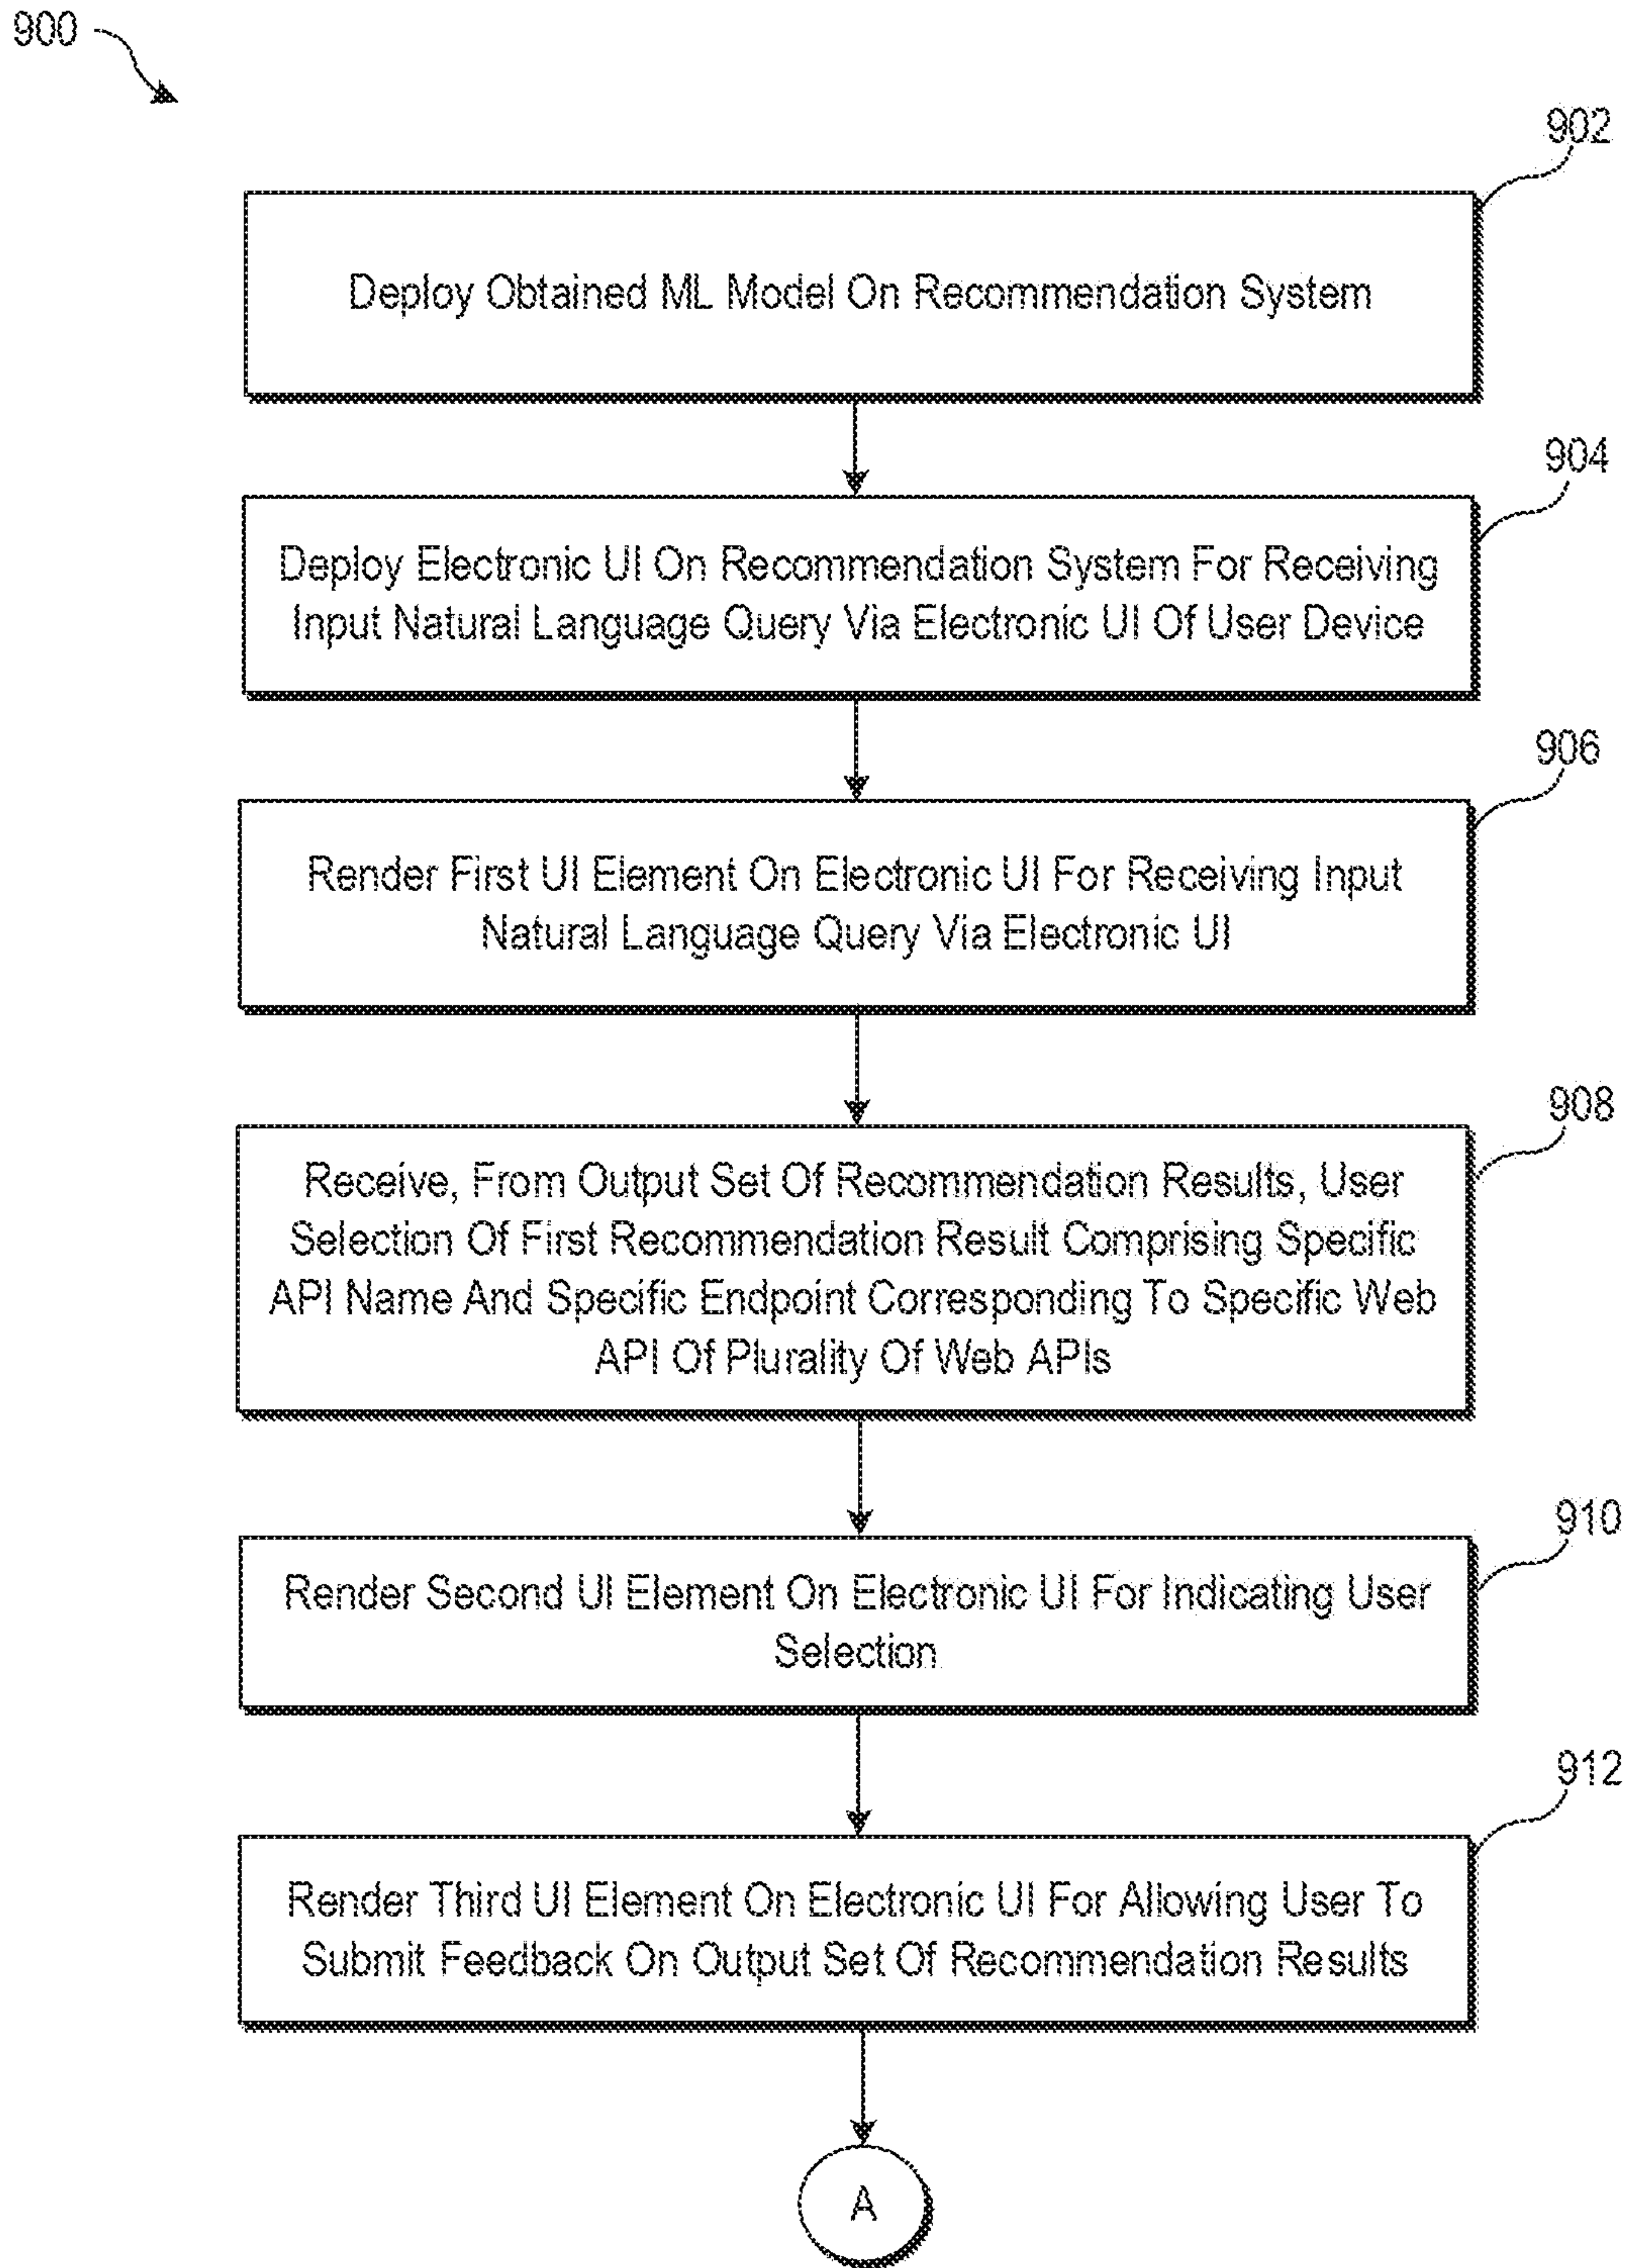 900
902
Deploy Obtained ML Model On Recommendation System
904
Deploy Electronic UI On Recommendation System For Receiving
Input Natural Language Query Via Electronic UI Of User Device
906
Render First UI Element On Electronic UI For Receiving Input
Natural Language Query Via Electronic UI
908
Receive, From Output Set Of Recommendation Results, User
Selection Of First Recommendation Result Comprising Specific
API Name And Specific Endpoint Corresponding To Specific Web
API Of Plurality Of Web APIs
910
Render Second UI Element On Electronic UI For Indicating User
Selection
912
Render Third UI Element On Electronic UI For Allowing User To
Submit Feedback On Output Set Of Recommendation Results
A